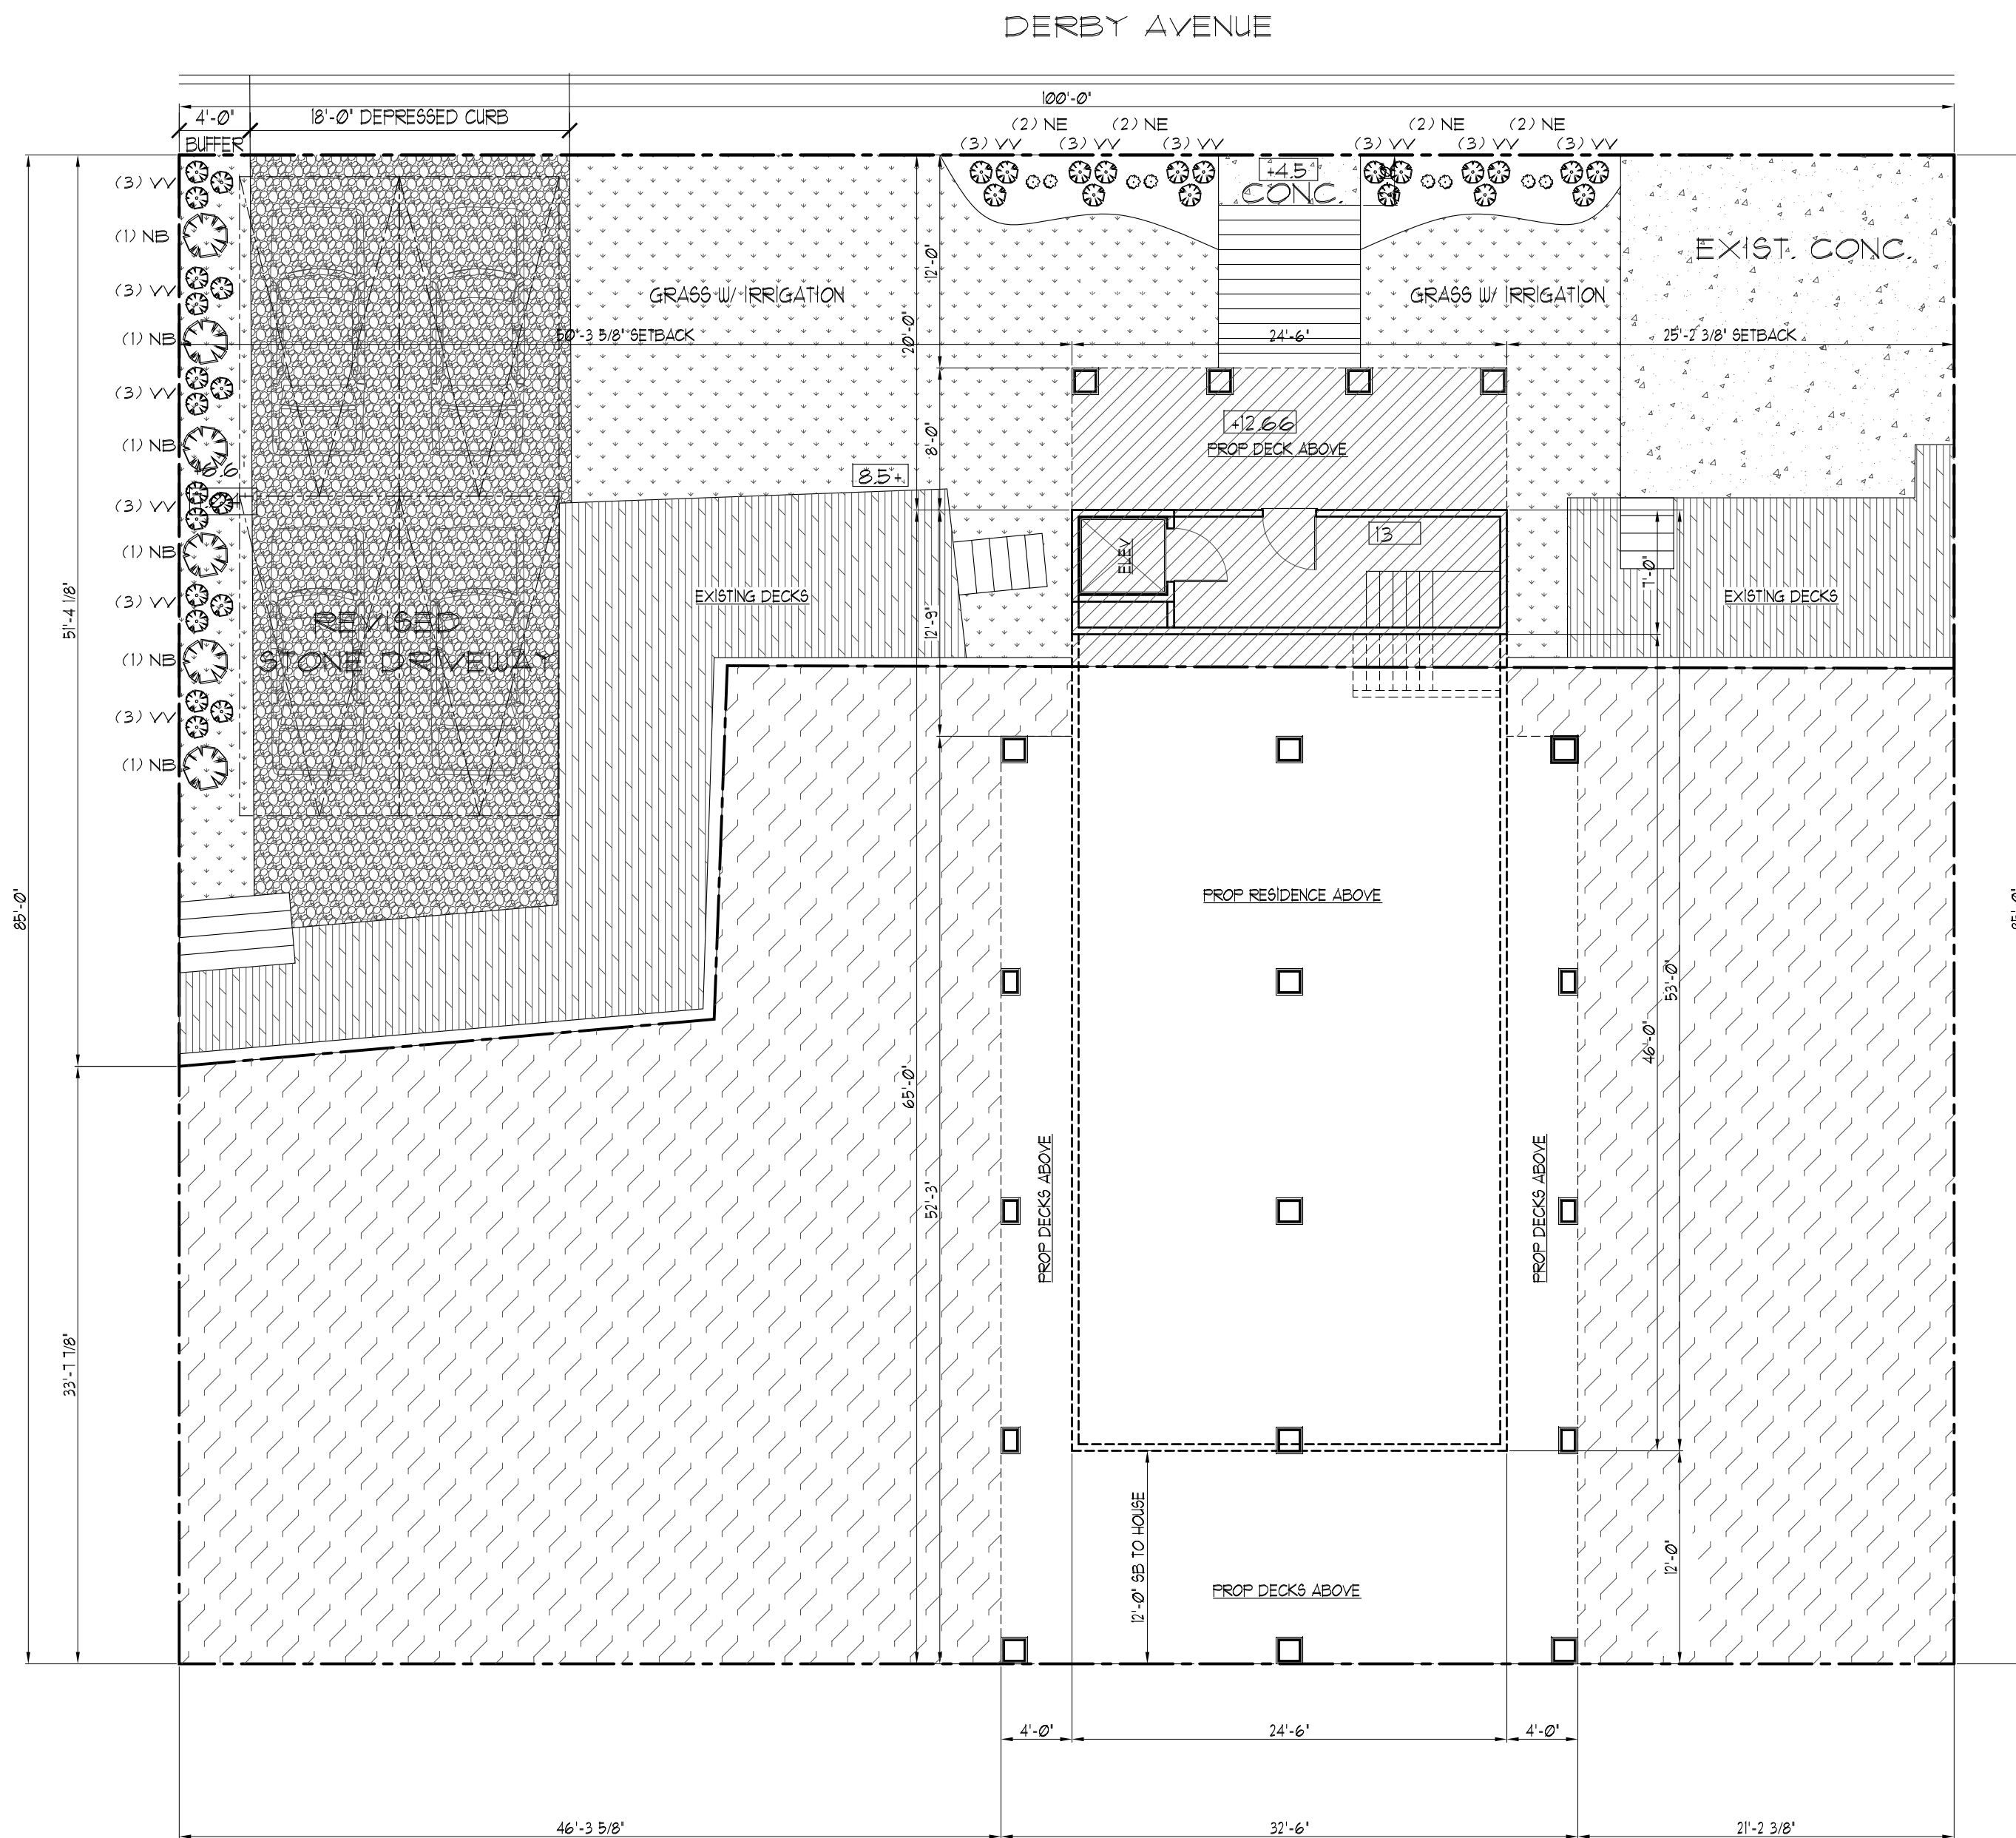 DERBY AVENUE
100'-0"
4'-0"
18'-0" DEPRESSED CURB
BUFFER
(2) NE
(2) NE
(2) NE
(2) NE
(3) VV
(3) VV
(3) VV
(3) VV
(3) VV
(3) VV
+4.5
CONC.
EXIST. CONC.
(3) VV
(1) NB
(3) VV
(1) NB
(3) VV
(1) NB
(3) VV
(1) NB
(3) VV
(1) NB
(3) VV
(1) NB
GRASS W/ IRRIGATION
GRASS W/ IRRIGATION
12'-0"
20'-0"
50'-3 5/8" SETBACK
24'-6"
25'-2 3/8" SETBACK
+12.66
PROP DECK ABOVE
8'-0"
8.5+
13
ELEV
7'-0"
EXISTING DECKS
EXISTING DECKS
12'-9"
REVISED
STONE DRIVEWAY
51'-4 1/8"
85'-0"
85'-0"
PROP RESIDENCE ABOVE
53'-0"
46'-0"
65'-0"
52'-3"
PROP DECKS ABOVE
PROP DECKS ABOVE
33'-7 7/8"
12'-0" SB TO HOUSE
12'-0"
PROP DECKS ABOVE
4'-0"
24'-6"
4'-0"
46'-3 5/8"
32'-6"
21'-2 3/8"